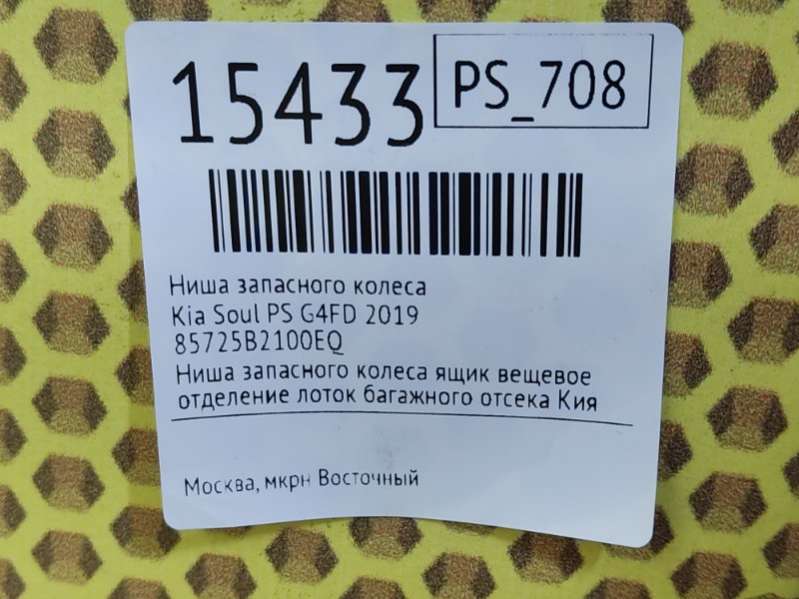 15433
PS_708
Ниша запасного колеса
Kia Soul PS G4FD 2019
85725B2100EQ
Ниша запасного колеса ящик вещевое
отделение лоток багажного отсека Кия
Москва, мкрн Восточный